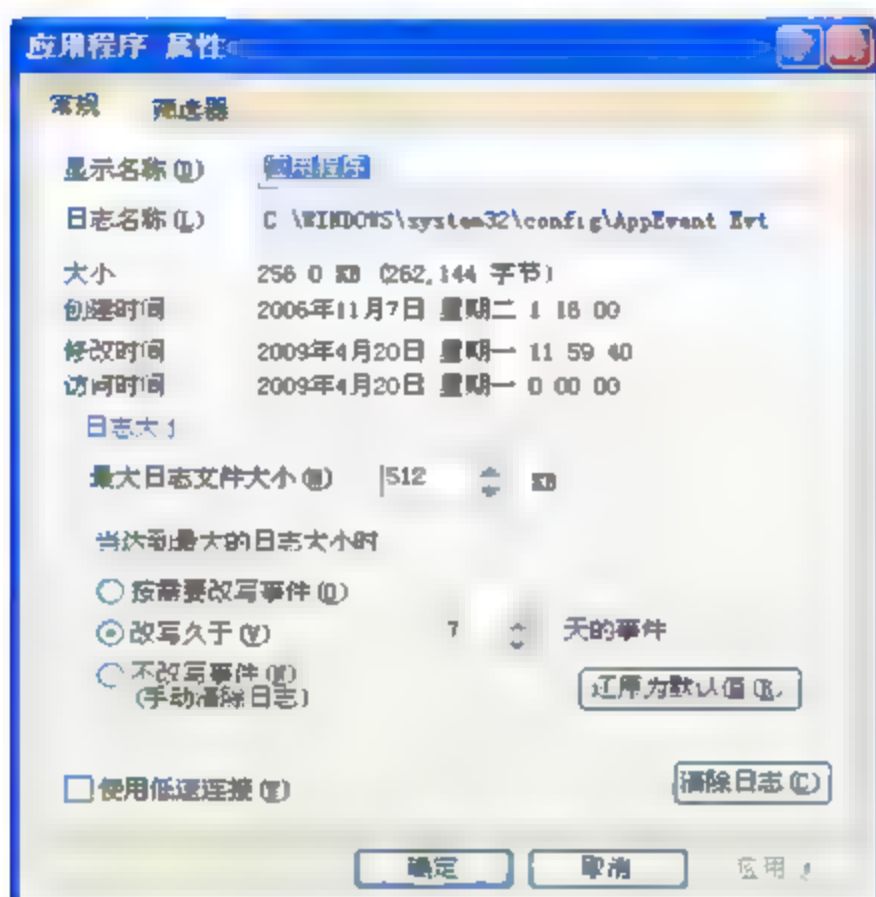 应用程序 属性
常规 筛选器
显示名称(D) 应用程序
日志名称(L) C \WINDOWS\system32\config\AppEvent Evt
大小 256 0 KB (262,144 字节)
创建时间 2006年11月7日 星期二 1 16 00
修改时间 2009年4月20日 星期一 11 59 40
访问时间 2009年4月20日 星期一 0 00 00
日志大小
最大日志文件大小(M) 512 KB
当达到最大的日志大小时
按需要改写事件(O)
改写久于(V) 7 天的事件
不改写事件(N)
(手动清除日志)
还原为默认值(R)
使用低速连接(E)
清除日志(C)
确定 取消 应用